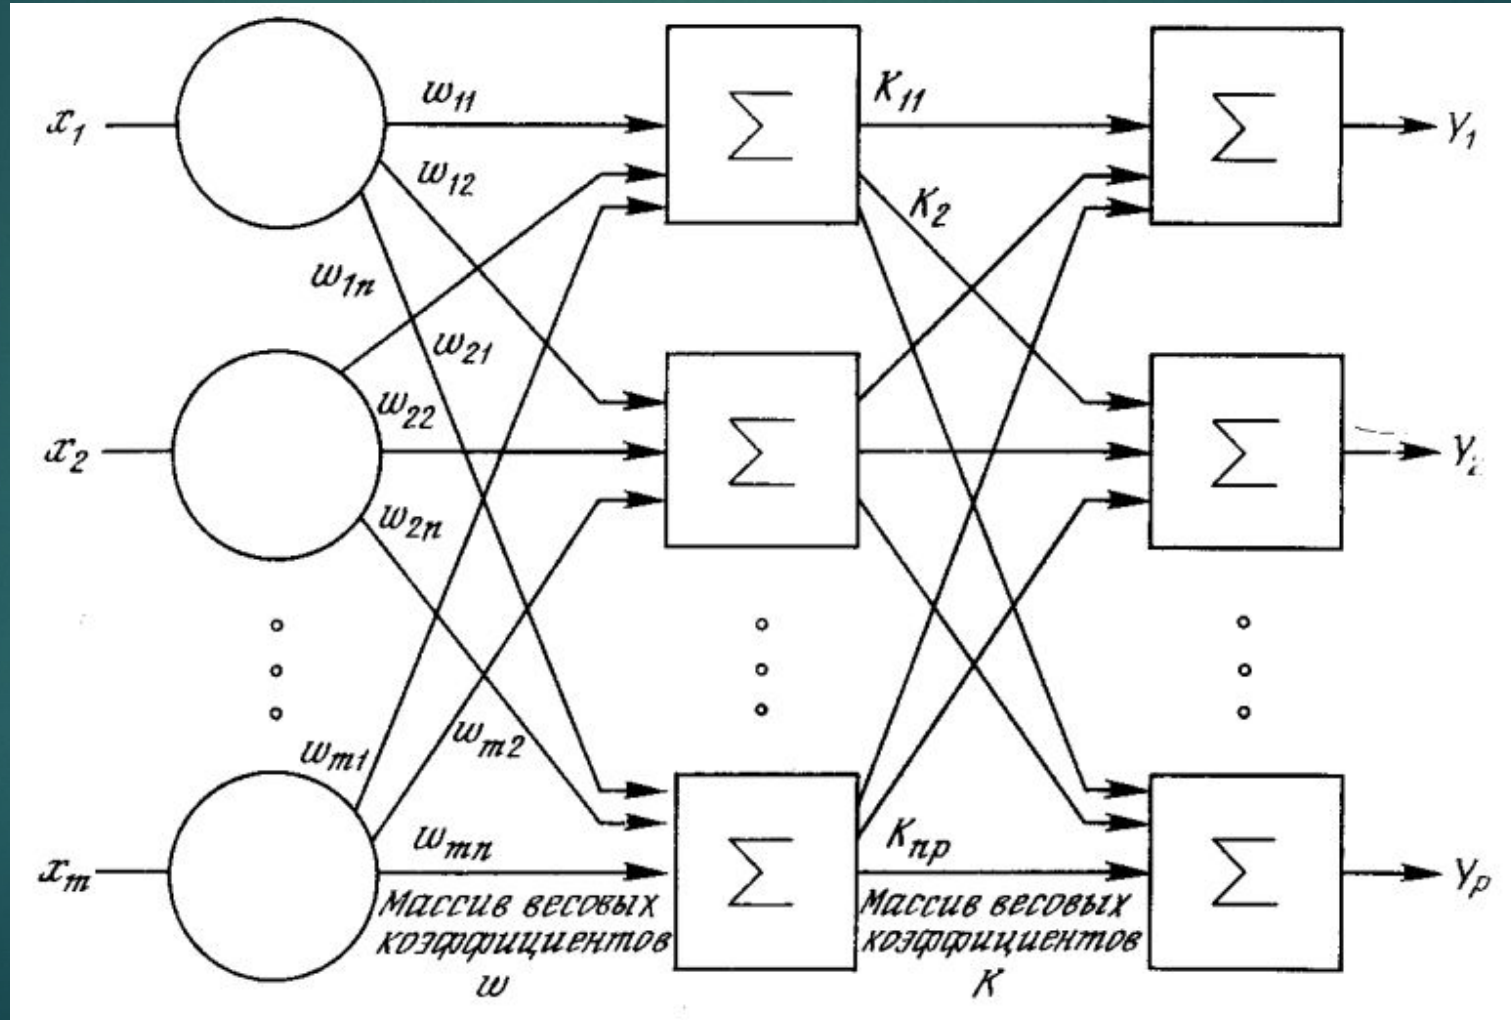 x₁
w₁₁
Σ
K₁₁
Σ
y₁
w₁₂
K₂
w₁ₙ
w₂₁
x₂
w₂₂
Σ
Σ
y₂
w₂ₙ
wₘ₁
wₘ₂
xₘ
wₘₙ
Σ
Kₙₚ
Σ
yₚ
Массив весовых
коэффициентов
w
Массив весовых
коэффициентов
K